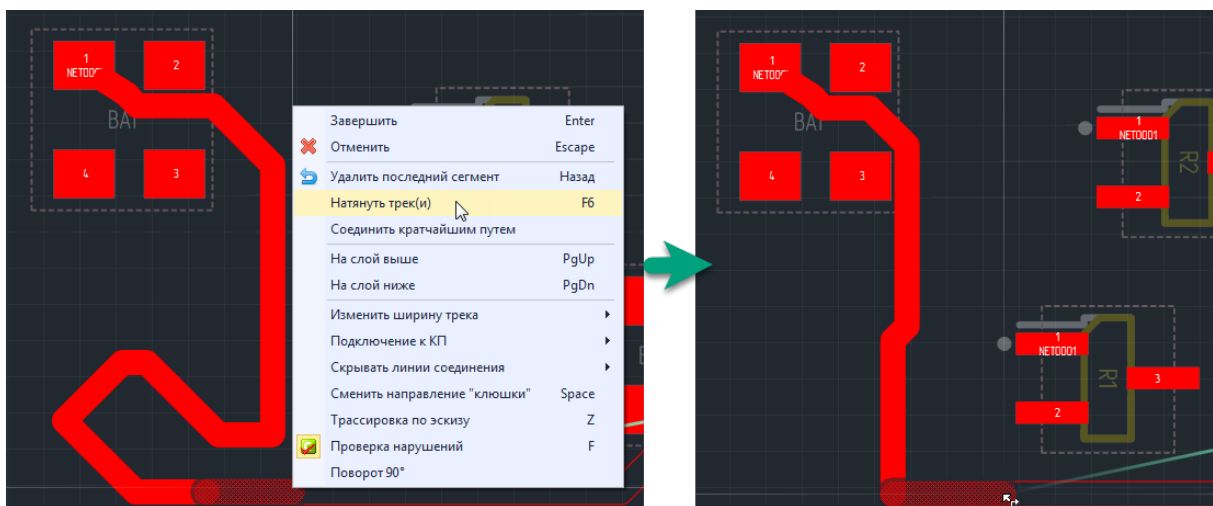 1
NET000
2
BAT
4
3
Завершить Enter
Отменить Escape
Удалить последний сегмент Назад
Натянуть трек(и) F6
Соединить кратчайшим путем
На слой выше PgUp
На слой ниже PgDn
Изменить ширину трека
Подключение к КП
Скрывать линии соединения
Сменить направление "клюшки" Space
Трассировка по эскизу Z
Проверка нарушений F
Поворот 90°
1
NET000
2
BAT
4
3
1
NET0001
R2
2
1
NET0001
R1
3
2